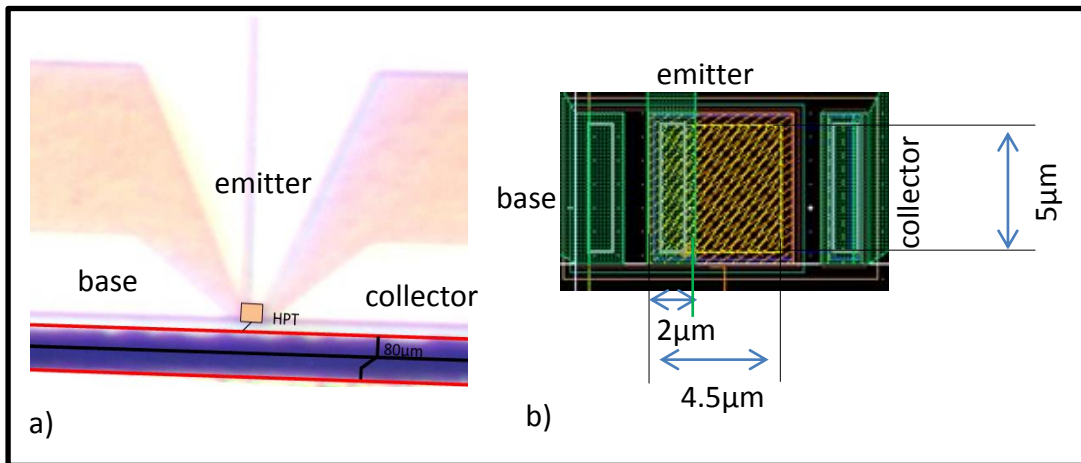 emitter
base
collector
HPT
80µm
a)
emitter
base
collector
5µm
2µm
4.5µm
b)